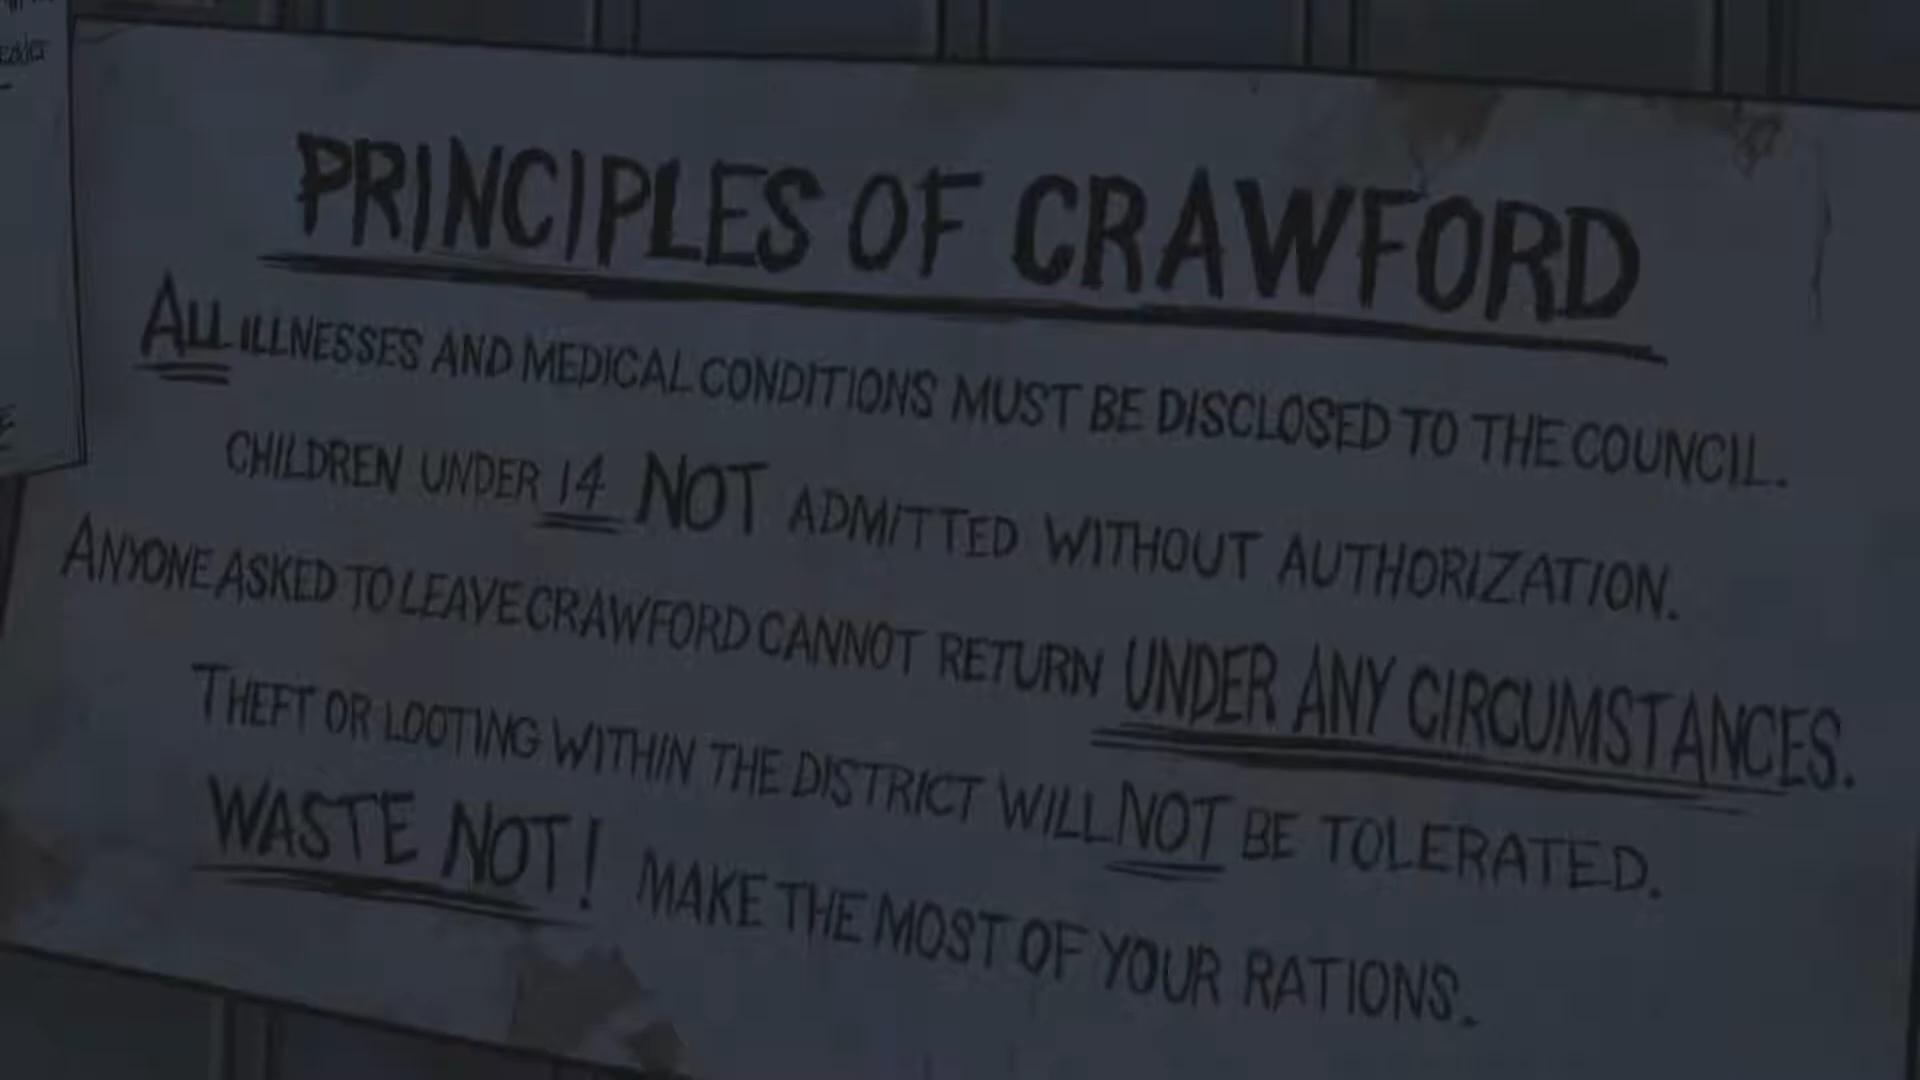 PRINCIPLES OF CRAWFORD
ALL ILLNESSES AND MEDICAL CONDITIONS MUST BE DISCLOSED TO THE COUNCIL.
CHILDREN UNDER 14 NOT ADMITTED WITHOUT AUTHORIZATION.
ANYONE ASKED TO LEAVE CRAWFORD CANNOT RETURN UNDER ANY CIRCUMSTANCES.
THEFT OR LOOTING WITHIN THE DISTRICT WILL NOT BE TOLERATED.
WASTE NOT! MAKE THE MOST OF YOUR RATIONS.